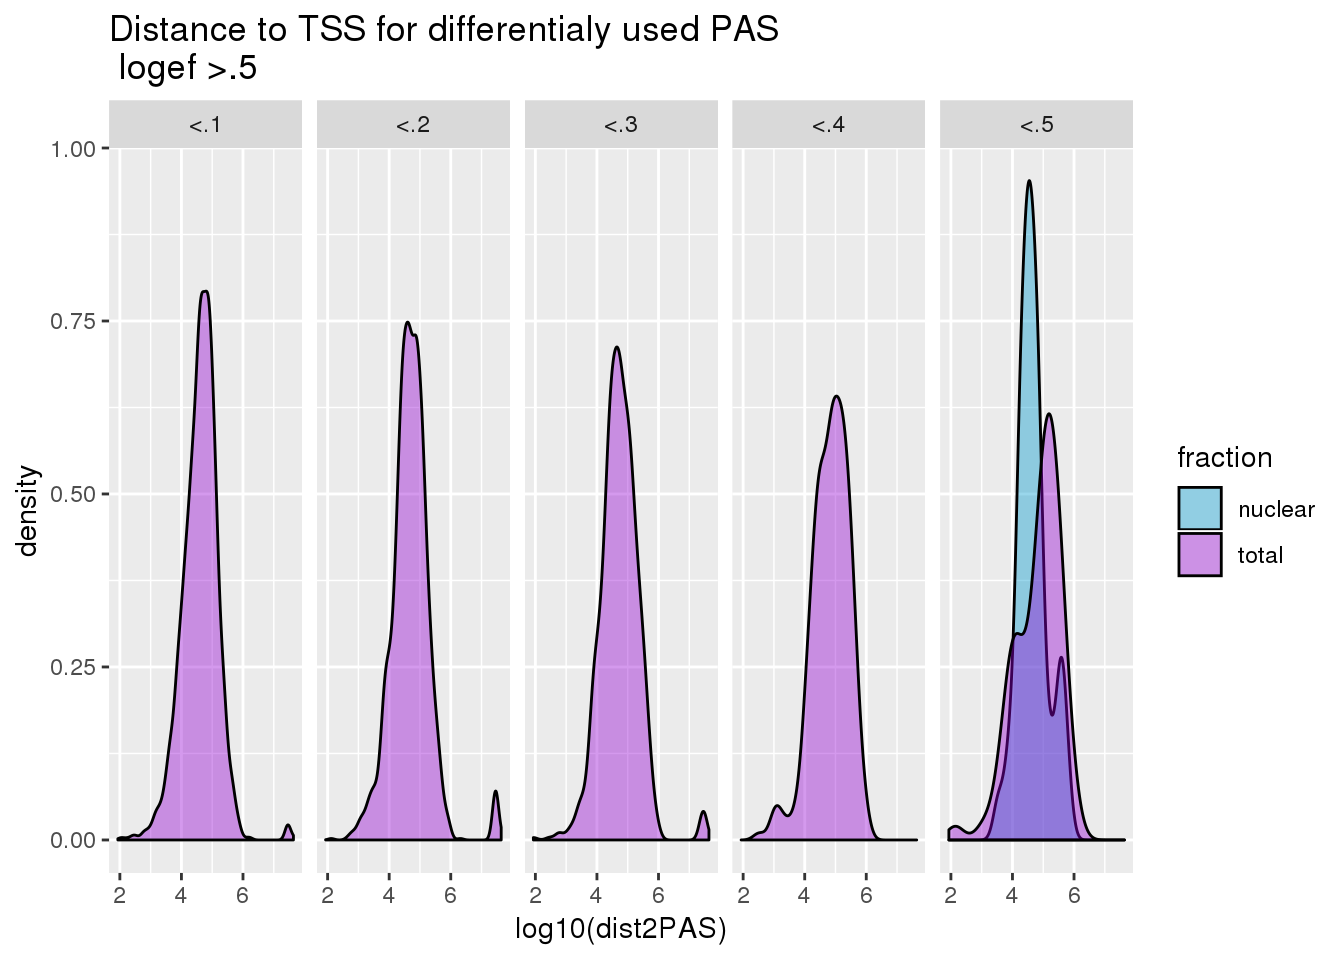 Distance to TSS for differentialy used PAS
logef >.5
<.1
<.2
<.3
<.4
<.5
1.00
0.75
0.50
0.25
0.00
density
2 4 6
2 4 6
2 4 6
2 4 6
2 4 6
log10(dist2PAS)
fraction
nuclear
total